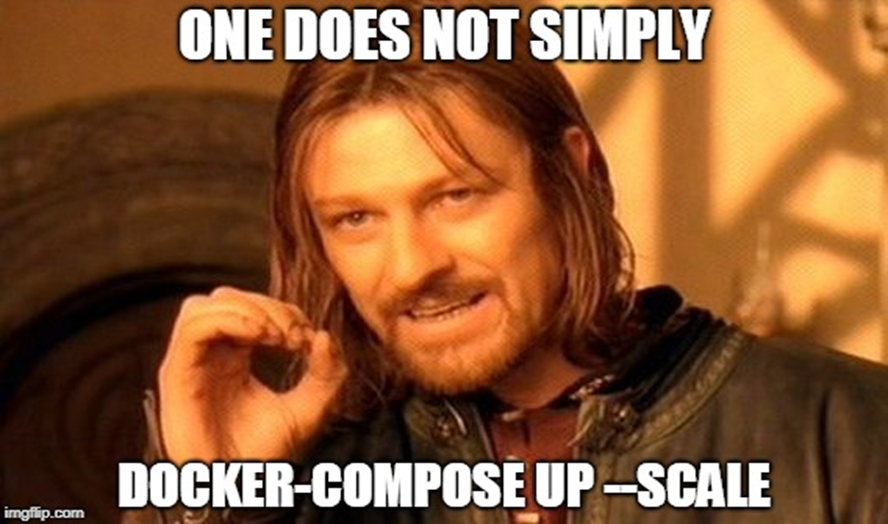 ONE DOES NOT SIMPLY
DOCKER-COMPOSE UP --SCALE
imgflip.com